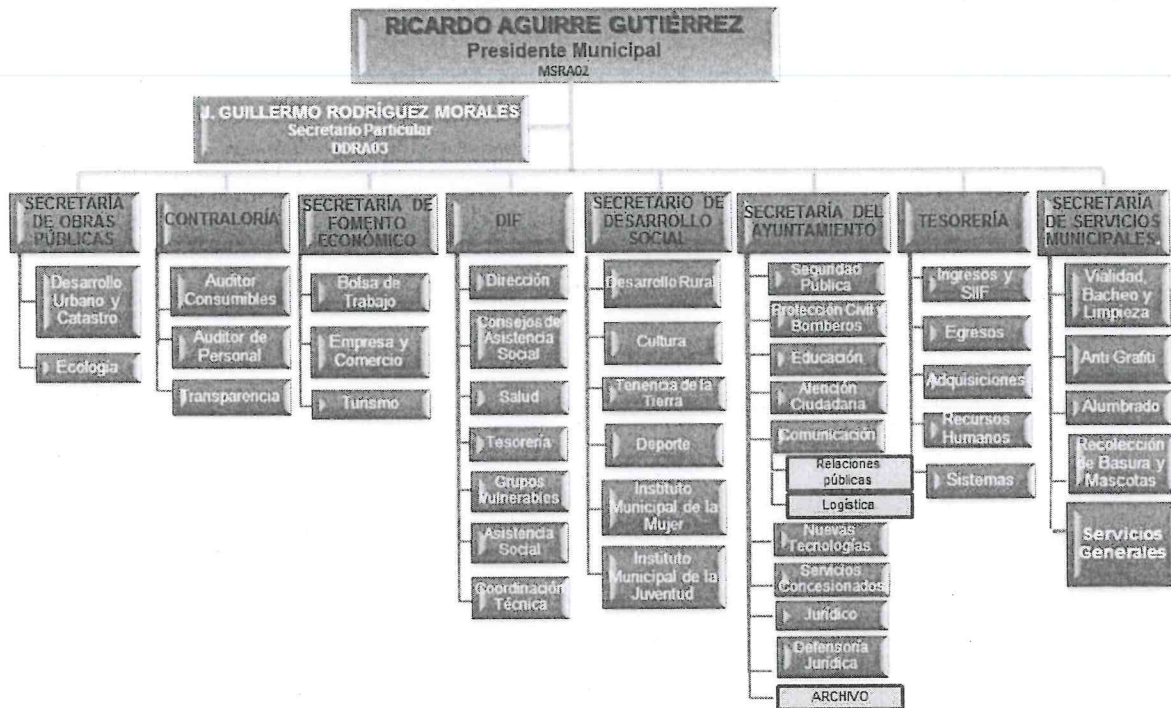 RICARDO AGUIRRE GUTIÉRREZ
Presidente Municipal
MSRA02
J. GUILLERMO RODRÍGUEZ MORALES
Secretario Particular
DDRA03
SECRETARÍA
DE OBRAS
PÚBLICAS
Desarrollo
Urbano y
Catastro
Ecología
CONTRALORÍA
Auditor
Consumibles
Auditor de
Personal
Transparencia
SECRETARÍA DE
FOMENTO
ECONÓMICO
Bolsa de
Trabajo
Empresa y
Comercio
Turismo
DIF
Dirección
Consejos de
Asistencia
Social
Salud
Tesorería
Grupos
Vulnerables
Asistencia
Social
Coordinación
Técnica
SECRETARIO DE
DESARROLLO
SOCIAL
Desarrollo Rural
Cultura
Tenencia de la
Tierra
Deporte
Instituto
Municipal de la
Mujer
Instituto
Municipal de la
Juventud
SECRETARÍA DEL
AYUNTAMIENTO
Seguridad
Pública
Protección Civil y
Bomberos
Educación
Atención
Ciudadana
Comunicación
Relaciones
públicas
Logística
Nuevas
Tecnologías
Servicios
Concesionados
Jurídico
Defensoría
Jurídica
ARCHIVO
TESORERÍA
Ingresos y
SIIF
Egresos
Adquisiciones
Recursos
Humanos
Sistemas
SECRETARÍA
DE SERVICIOS
MUNICIPALES.
Vialidad,
Bacheo y
Limpieza
Anti Grafiti
Alumbrado
Recolección
de Basura y
Mascotas
Servicios
Generales